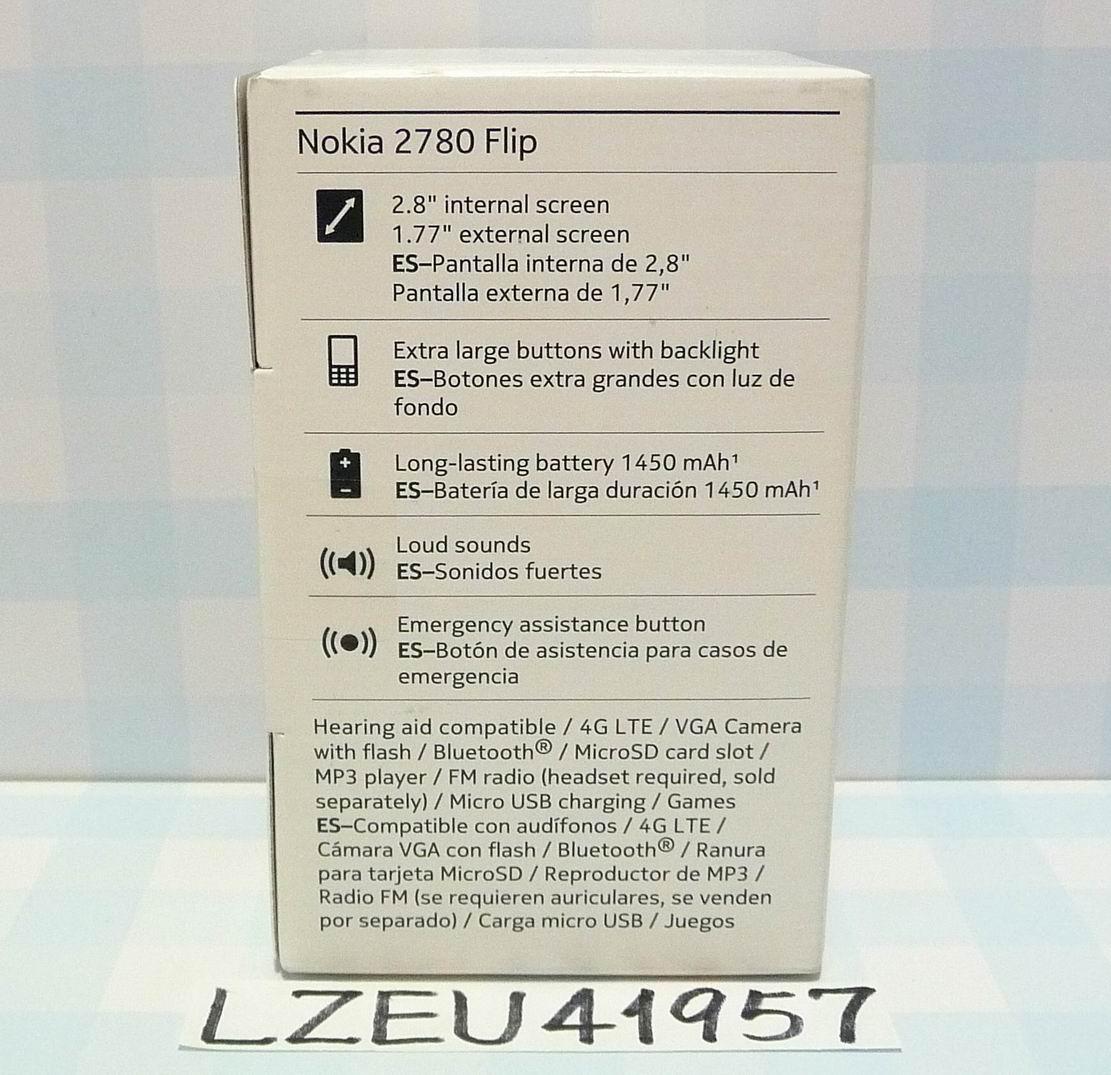 Nokia 2780 Flip
2.8" internal screen
1.77" external screen
ES–Pantalla interna de 2,8"
Pantalla externa de 1,77"
Extra large buttons with backlight
ES–Botones extra grandes con luz de
fondo
Long-lasting battery 1450 mAh¹
ES–Batería de larga duración 1450 mAh¹
Loud sounds
ES–Sonidos fuertes
Emergency assistance button
ES–Botón de asistencia para casos de
emergencia
Hearing aid compatible / 4G LTE / VGA Camera
with flash / Bluetooth® / MicroSD card slot /
MP3 player / FM radio (headset required, sold
separately) / Micro USB charging / Games
ES–Compatible con audífonos / 4G LTE /
Cámara VGA con flash / Bluetooth® / Ranura
para tarjeta MicroSD / Reproductor de MP3 /
Radio FM (se requieren auriculares, se venden
por separado) / Carga micro USB / Juegos
LZEU41957